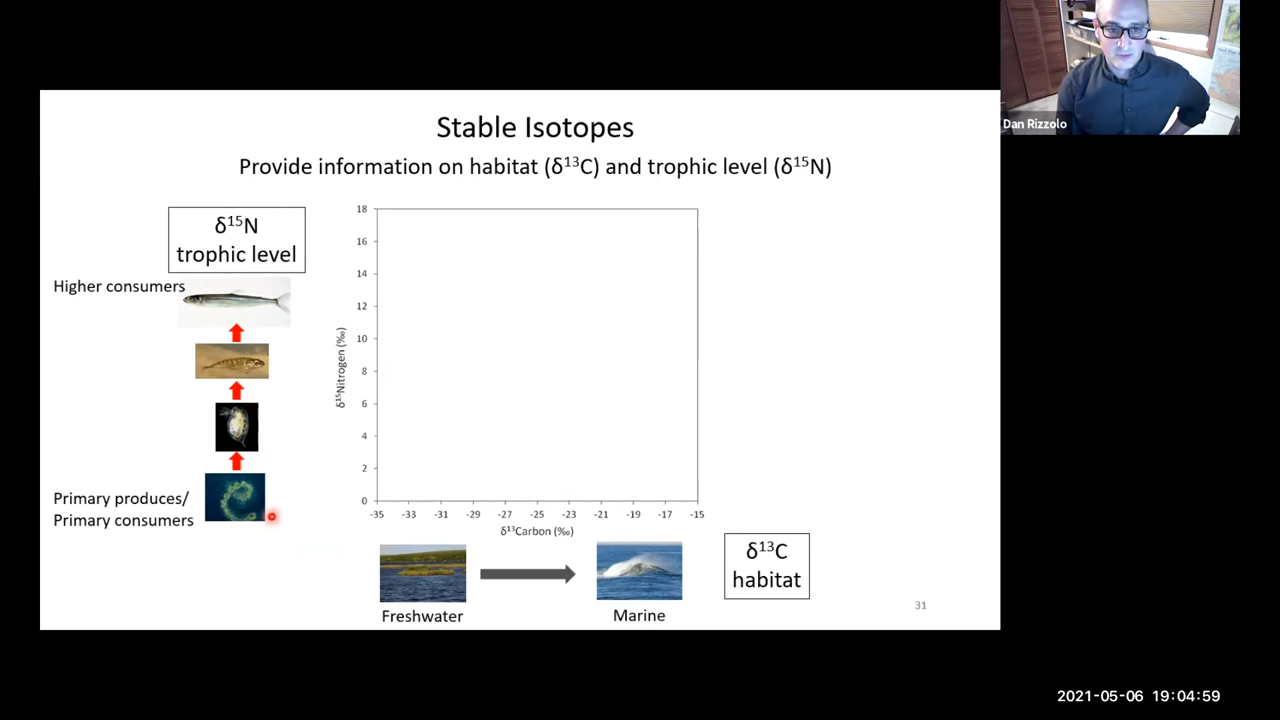 Dan Rizzolo
Stable Isotopes
Provide information on habitat (δ¹³C) and trophic level (δ¹⁵N)
δ¹⁵N
trophic level
Higher consumers
Primary produces/
Primary consumers
18
16
14
12
10
8
6
4
2
0
δ¹⁵Nitrogen (‰)
-35 -33 -31 -29 -27 -25 -23 -21 -19 -17 -15
δ¹³Carbon (‰)
Freshwater
Marine
δ¹³C
habitat
31
2021-05-06 19:04:59